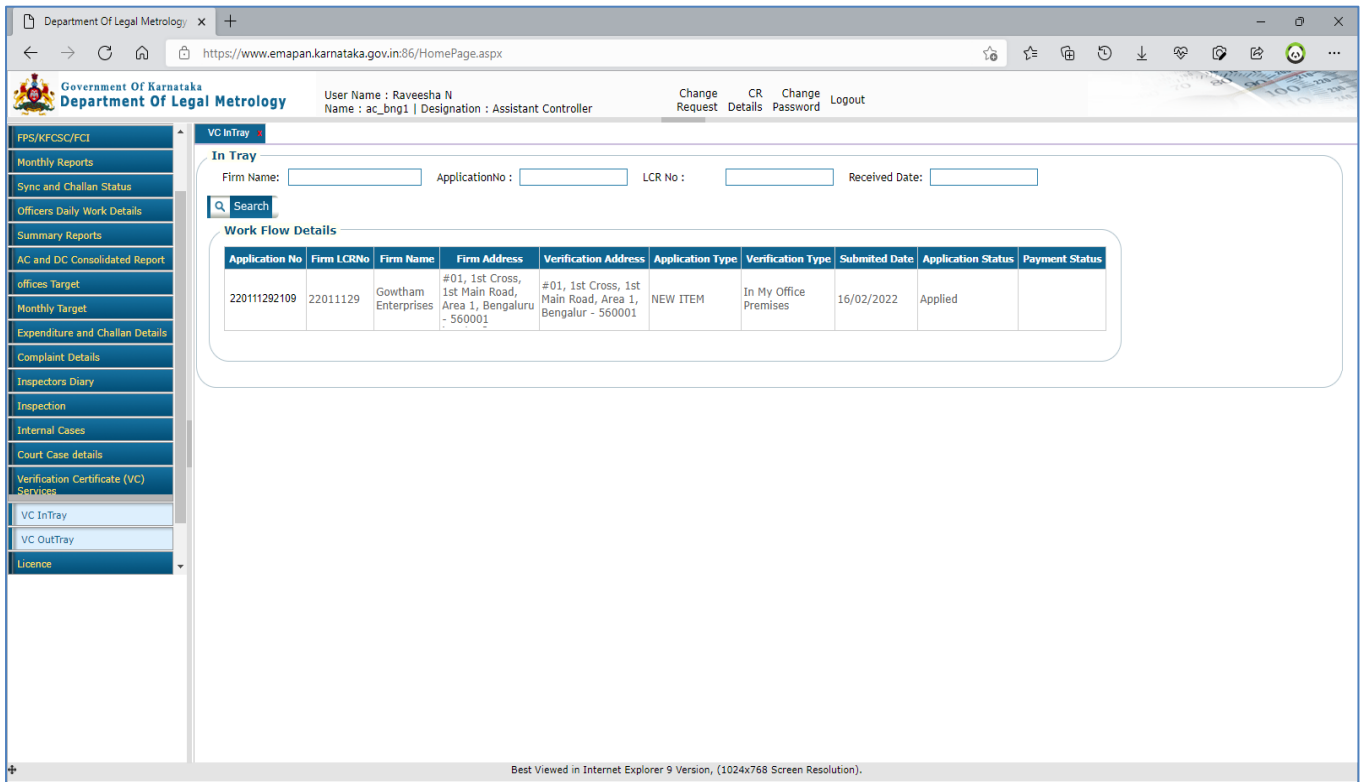 Department Of Legal Metrology
https://www.emapan.karnataka.gov.in:86/HomePage.aspx
Government Of Karnataka
Department Of Legal Metrology
User Name : Raveesha N
Name : ac_bng1 | Designation : Assistant Controller
Change Request
CR Details
Change Password
Logout
FPS/KFCSC/FCI
Monthly Reports
Sync and Challan Status
Officers Daily Work Details
Summary Reports
AC and DC Consolidated Report
offices Target
Monthly Target
Expenditure and Challan Details
Complaint Details
Inspectors Diary
Inspection
Internal Cases
Court Case details
Verification Certificate (VC)
Services
VC InTray
VC OutTray
Licence
VC InTray x
In Tray
Firm Name: ApplicationNo : LCR No : Received Date:
Search
Work Flow Details
Application No Firm LCRNo Firm Name Firm Address Verification Address Application Type Verification Type Submited Date Application Status Payment Status
220111292109
22011129
Gowtham
Enterprises
#01, 1st Cross,
1st Main Road,
Area 1, Bengaluru
- 560001
#01, 1st Cross, 1st
Main Road, Area 1,
Bengalur - 560001
NEW ITEM
In My Office
Premises
16/02/2022
Applied
Best Viewed in Internet Explorer 9 Version, (1024x768 Screen Resolution).